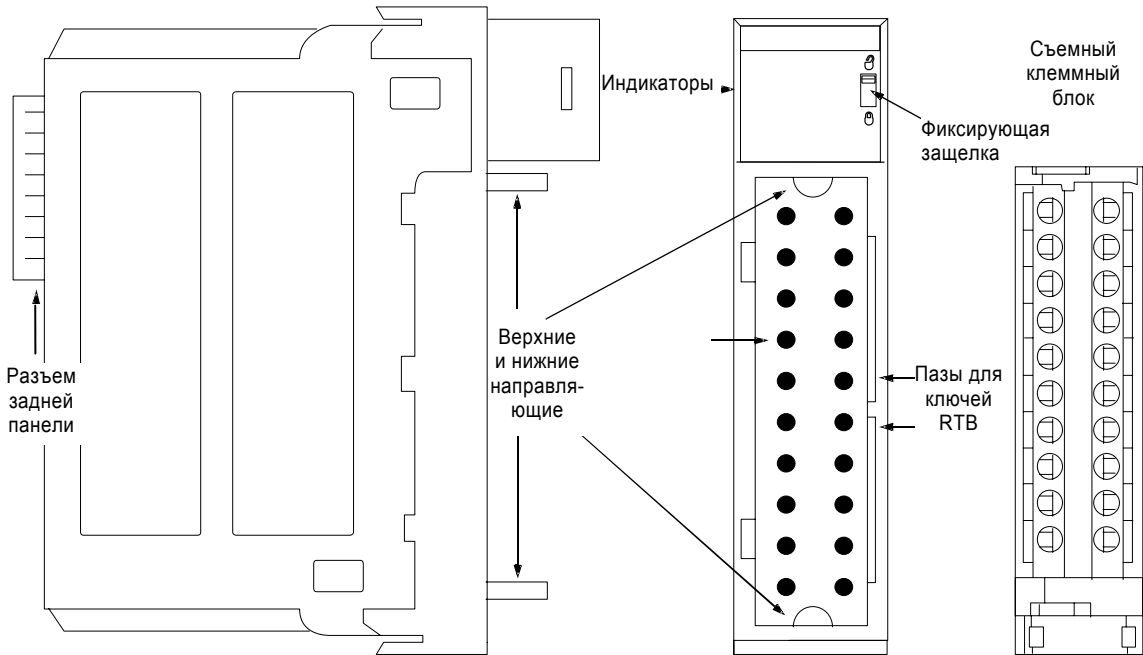 Индикаторы
Съемный
клеммный
блок
Фиксирующая
защелка
Верхние
и нижние
направля-
ющие
Разъем
задней
панели
Пазы для
ключей
RTB